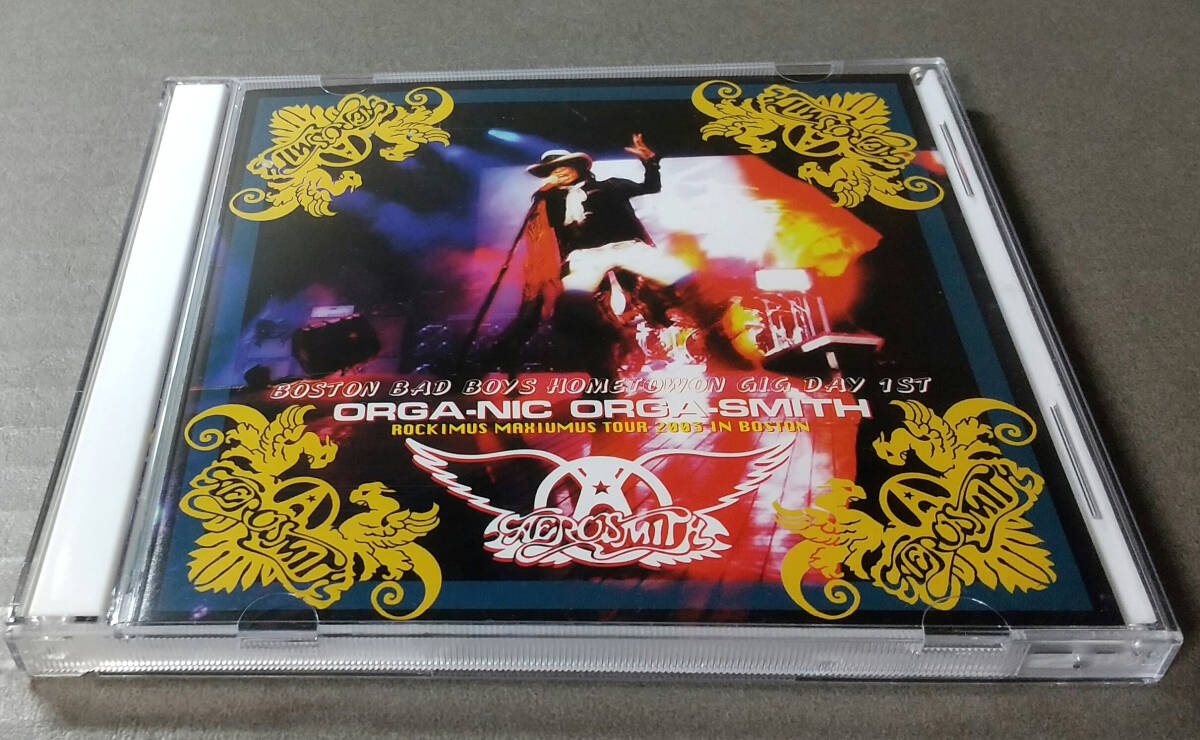 AEROSMITH
AEROSMITH
BOSTON BAD BOYS HOMETOWON GIG DAY 1ST
ORGA-NIC ORGA-SMITH
ROCKIMUS MAXIUMUS TOUR 2003 IN BOSTON
A
AEROSMITH
AEROSMITH
AEROSMITH